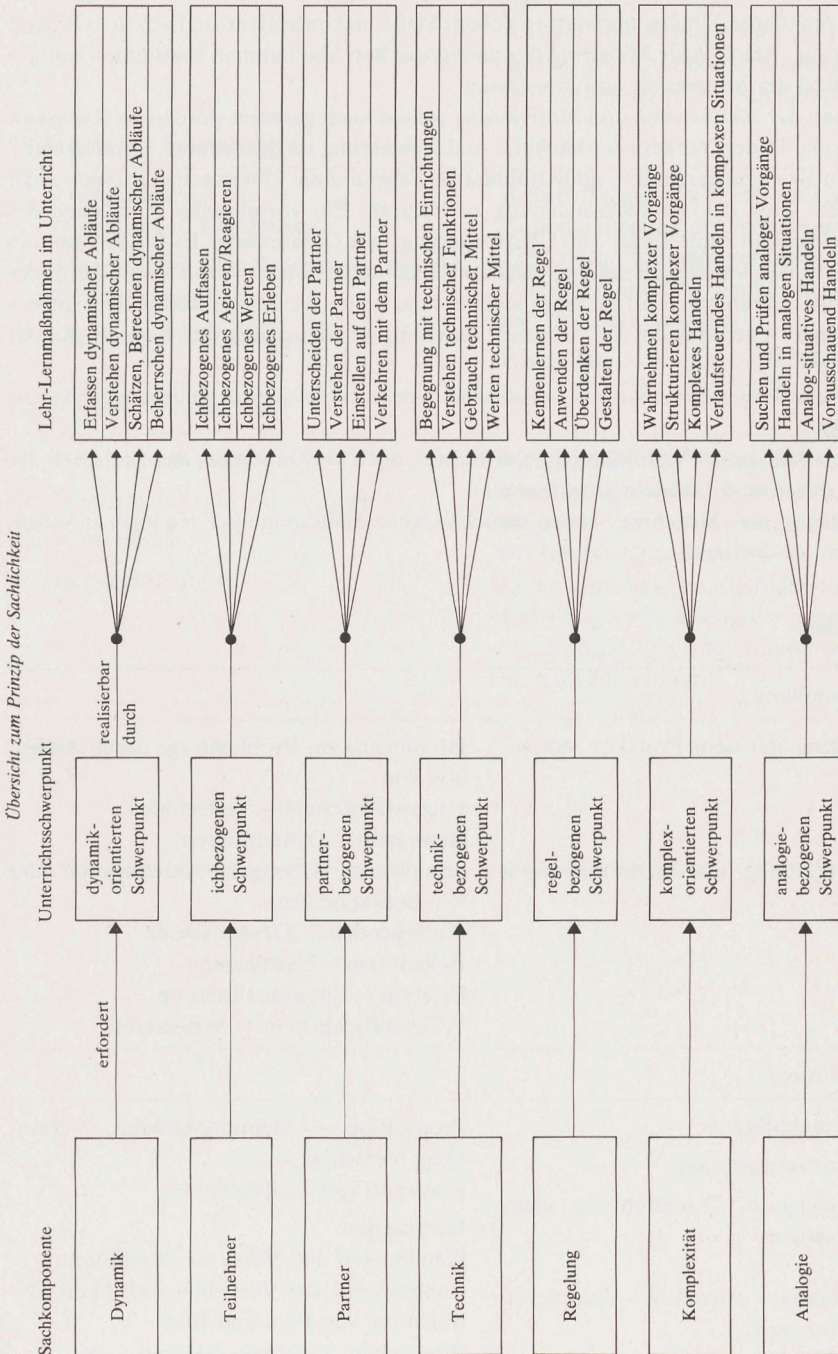 Übersicht zum Prinzip der Sachlichkeit
Sachkomponente
Unterrichtsschwerpunkt
Lehr-Lernmaßnahmen im Unterricht
Dynamik
erfordert
dynamik-
orientierten
Schwerpunkt
realisierbar
durch
Erfassen dynamischer Abläufe
Verstehen dynamischer Abläufe
Schätzen, Berechnen dynamischer Abläufe
Beherrschen dynamischer Abläufe
Teilnehmer
ichbezogenen
Schwerpunkt
Ichbezogenes Auffassen
Ichbezogenes Agieren/Reagieren
Ichbezogenes Werten
Ichbezogenes Erleben
Partner
partner-
bezogenen
Schwerpunkt
Unterscheiden der Partner
Verstehen der Partner
Einstellen auf den Partner
Verkehren mit dem Partner
Technik
technik-
bezogenen
Schwerpunkt
Begegnung mit technischen Einrichtungen
Verstehen technischer Funktionen
Gebrauch technischer Mittel
Werten technischer Mittel
Regelung
regel-
bezogenen
Schwerpunkt
Kennenlernen der Regel
Anwenden der Regel
Überdenken der Regel
Gestalten der Regel
Komplexität
komplex-
orientierten
Schwerpunkt
Wahrnehmen komplexer Vorgänge
Strukturieren komplexer Vorgänge
Komplexes Handeln
Verlaufsteuerndes Handeln in komplexen Situationen
Analogie
analogie-
bezogenen
Schwerpunkt
Suchen und Prüfen analoger Vorgänge
Handeln in analogen Situationen
Analog-situatives Handeln
Vorausschauend Handeln